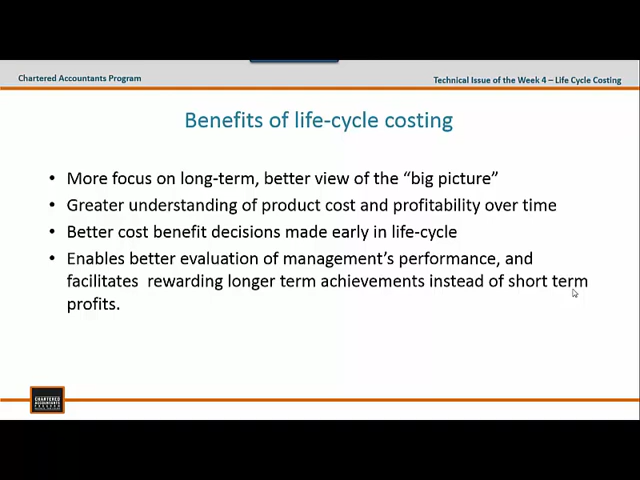 Chartered Accountants Program
Technical Issue of the Week 4 – Life Cycle Costing
Benefits of life-cycle costing
• More focus on long-term, better view of the “big picture”
• Greater understanding of product cost and profitability over time
• Better cost benefit decisions made early in life-cycle
• Enables better evaluation of management’s performance, and
facilitates rewarding longer term achievements instead of short term
profits.
CHARTERED
ACCOUNTANTS
PROGRAM